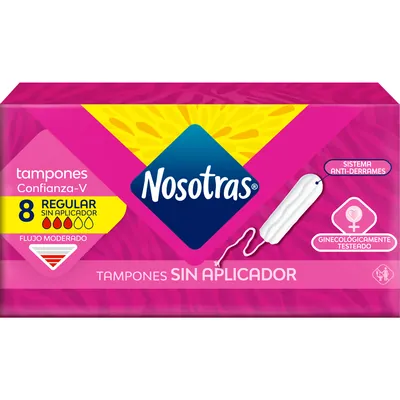 tampones
Confianza-V
8 REGULAR
SIN APLICADOR
FLUJO MODERADO
Nosotras®
SISTEMA
ANTI-DERRAMES
GINECOLÓGICAMENTE
TESTEADO
TAMPONES SIN APLICADOR